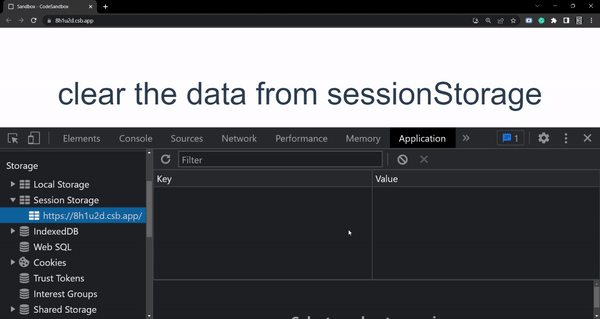 Sandbox - CodeSandbox
8h1u2d.csb.app
clear the data from sessionStorage
Elements Console Sources Network Performance Memory Application 1
Storage
Filter
Key Value
Local Storage
Session Storage
https://8h1u2d.csb.app/
IndexedDB
Web SQL
Cookies
Trust Tokens
Interest Groups
Shared Storage